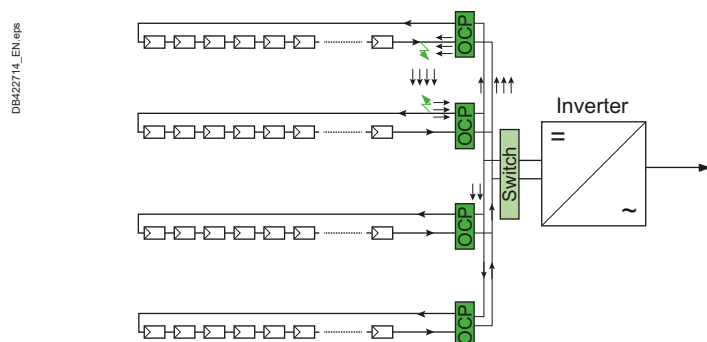 DB422714_EN.eps
OCP
OCP
Inverter
=
Switch
~
OCP
OCP